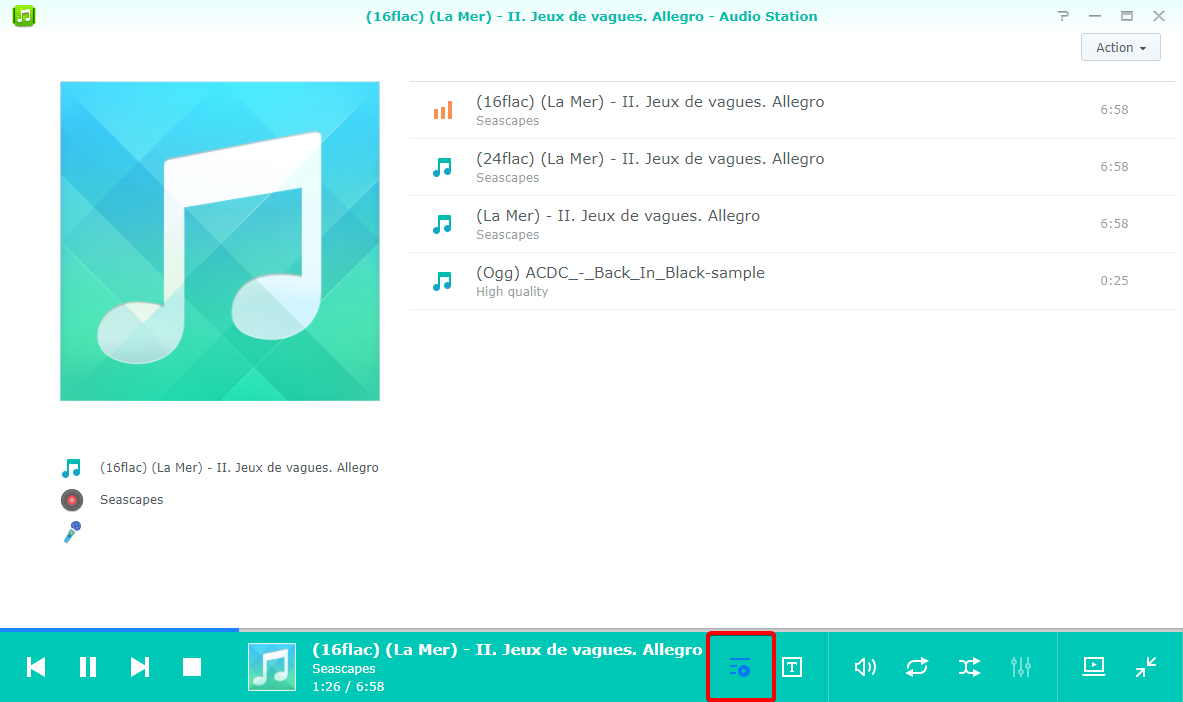 (16flac) (La Mer) - II. Jeux de vagues. Allegro - Audio Station
Action
(16flac) (La Mer) - II. Jeux de vagues. Allegro
Seascapes
6:58
(24flac) (La Mer) - II. Jeux de vagues. Allegro
Seascapes
6:58
(La Mer) - II. Jeux de vagues. Allegro
Seascapes
6:58
(Ogg) ACDC_-_Back_In_Black-sample
High quality
0:25
(16flac) (La Mer) - II. Jeux de vagues. Allegro
Seascapes
(16flac) (La Mer) - II. Jeux de vagues. Allegro
Seascapes
1:26 / 6:58
T